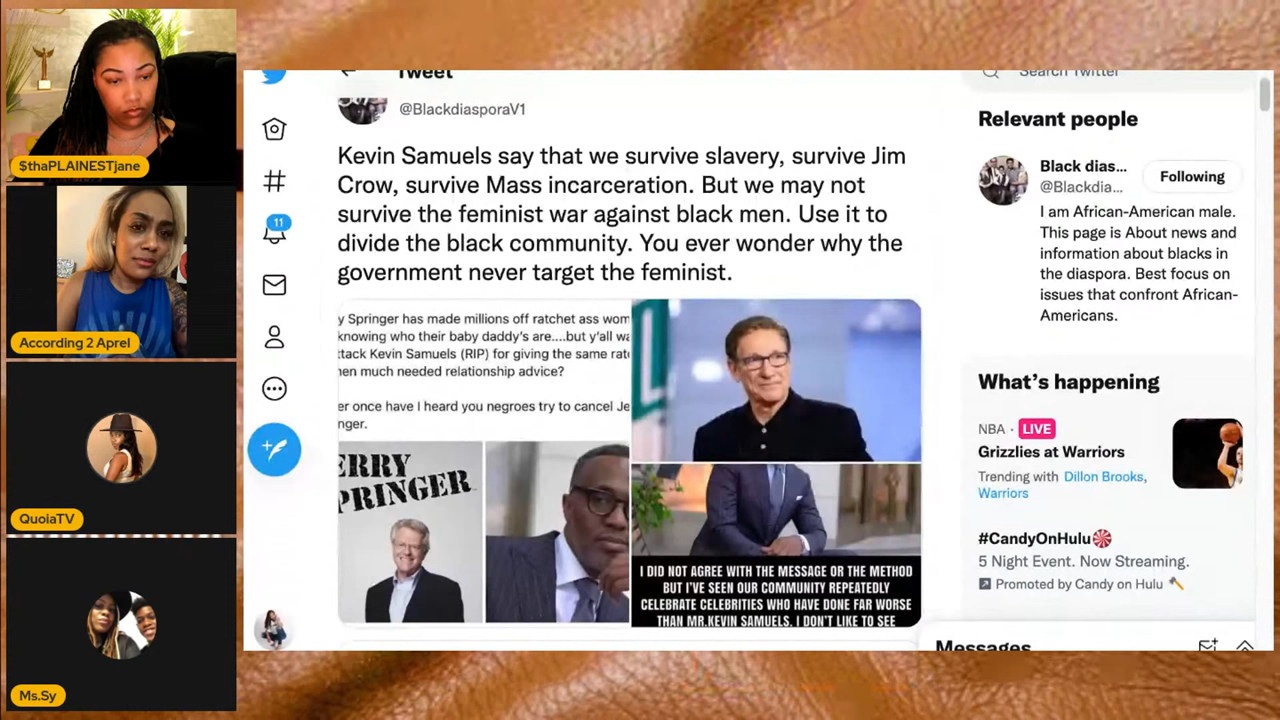 $thaPLAINESTjane
According 2 Aprel
QuoiaTV
Ms.Sy
11
Tweet
@BlackdiasporaV1
Kevin Samuels say that we survive slavery, survive Jim
Crow, survive Mass incarceration. But we may not
survive the feminist war against black men. Use it to
divide the black community. You ever wonder why the
government never target the feminist.
y Springer has made millions off ratchet ass wom
knowing who their baby daddy's are....but y'all wa
ttack Kevin Samuels (RIP) for giving the same rat
men much needed relationship advice?
er once have I heard you negroes try to cancel Je
nger.
ERRY
PRINGER
I DID NOT AGREE WITH THE MESSAGE OR THE METHOD
BUT I'VE SEEN OUR COMMUNITY REPEATEDLY
CELEBRATE CELEBRITIES WHO HAVE DONE FAR WORSE
THAN MR.KEVIN SAMUELS. I DON'T LIKE TO SEE
Search Twitter
Relevant people
Black dias...
@Blackdia...
Following
I am African-American male.
This page is About news and
information about blacks in
the diaspora. Best focus on
issues that confront African-
Americans.
What's happening
NBA · LIVE
Grizzlies at Warriors
Trending with Dillon Brooks,
Warriors
#CandyOnHulu
5 Night Event. Now Streaming.
Promoted by Candy on Hulu
Messages